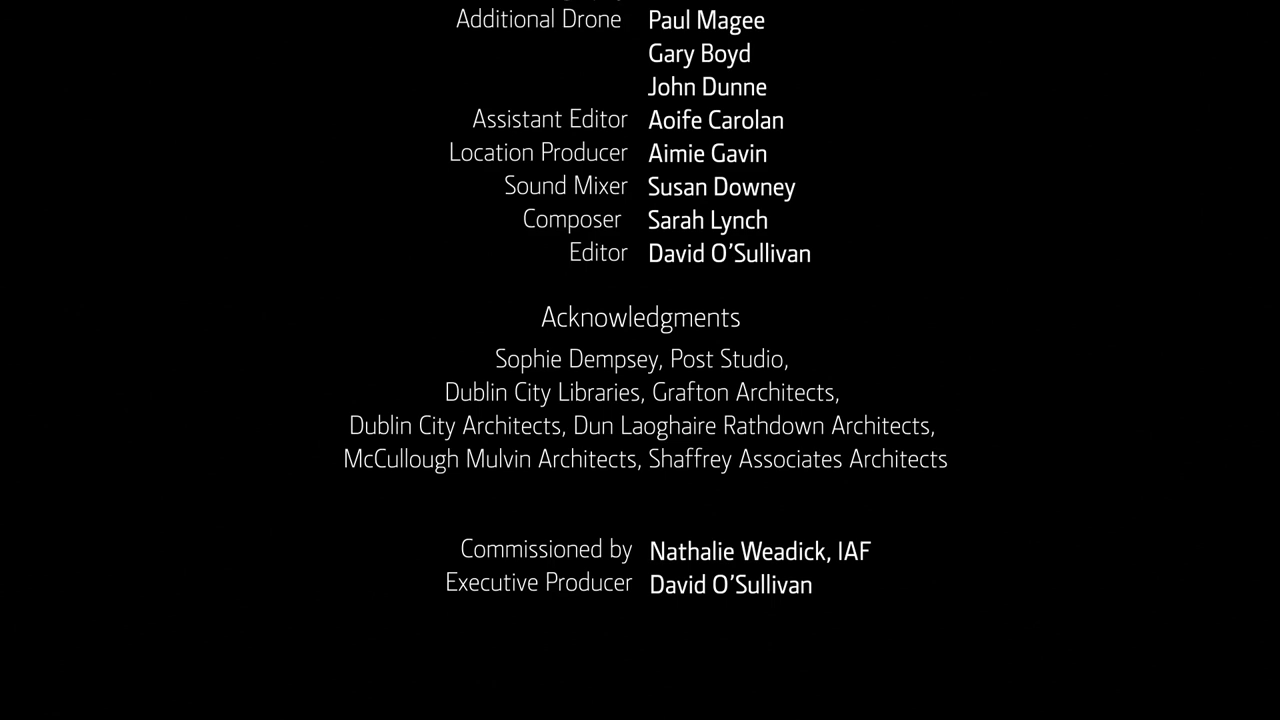 Additional Drone Paul Magee
Gary Boyd
John Dunne
Assistant Editor Aoife Carolan
Location Producer Aimie Gavin
Sound Mixer Susan Downey
Composer Sarah Lynch
Editor David O’Sullivan
Acknowledgments
Sophie Dempsey, Post Studio,
Dublin City Libraries, Grafton Architects,
Dublin City Architects, Dun Laoghaire Rathdown Architects,
McCullough Mulvin Architects, Shaffrey Associates Architects
Commissioned by Nathalie Weadick, IAF
Executive Producer David O’Sullivan